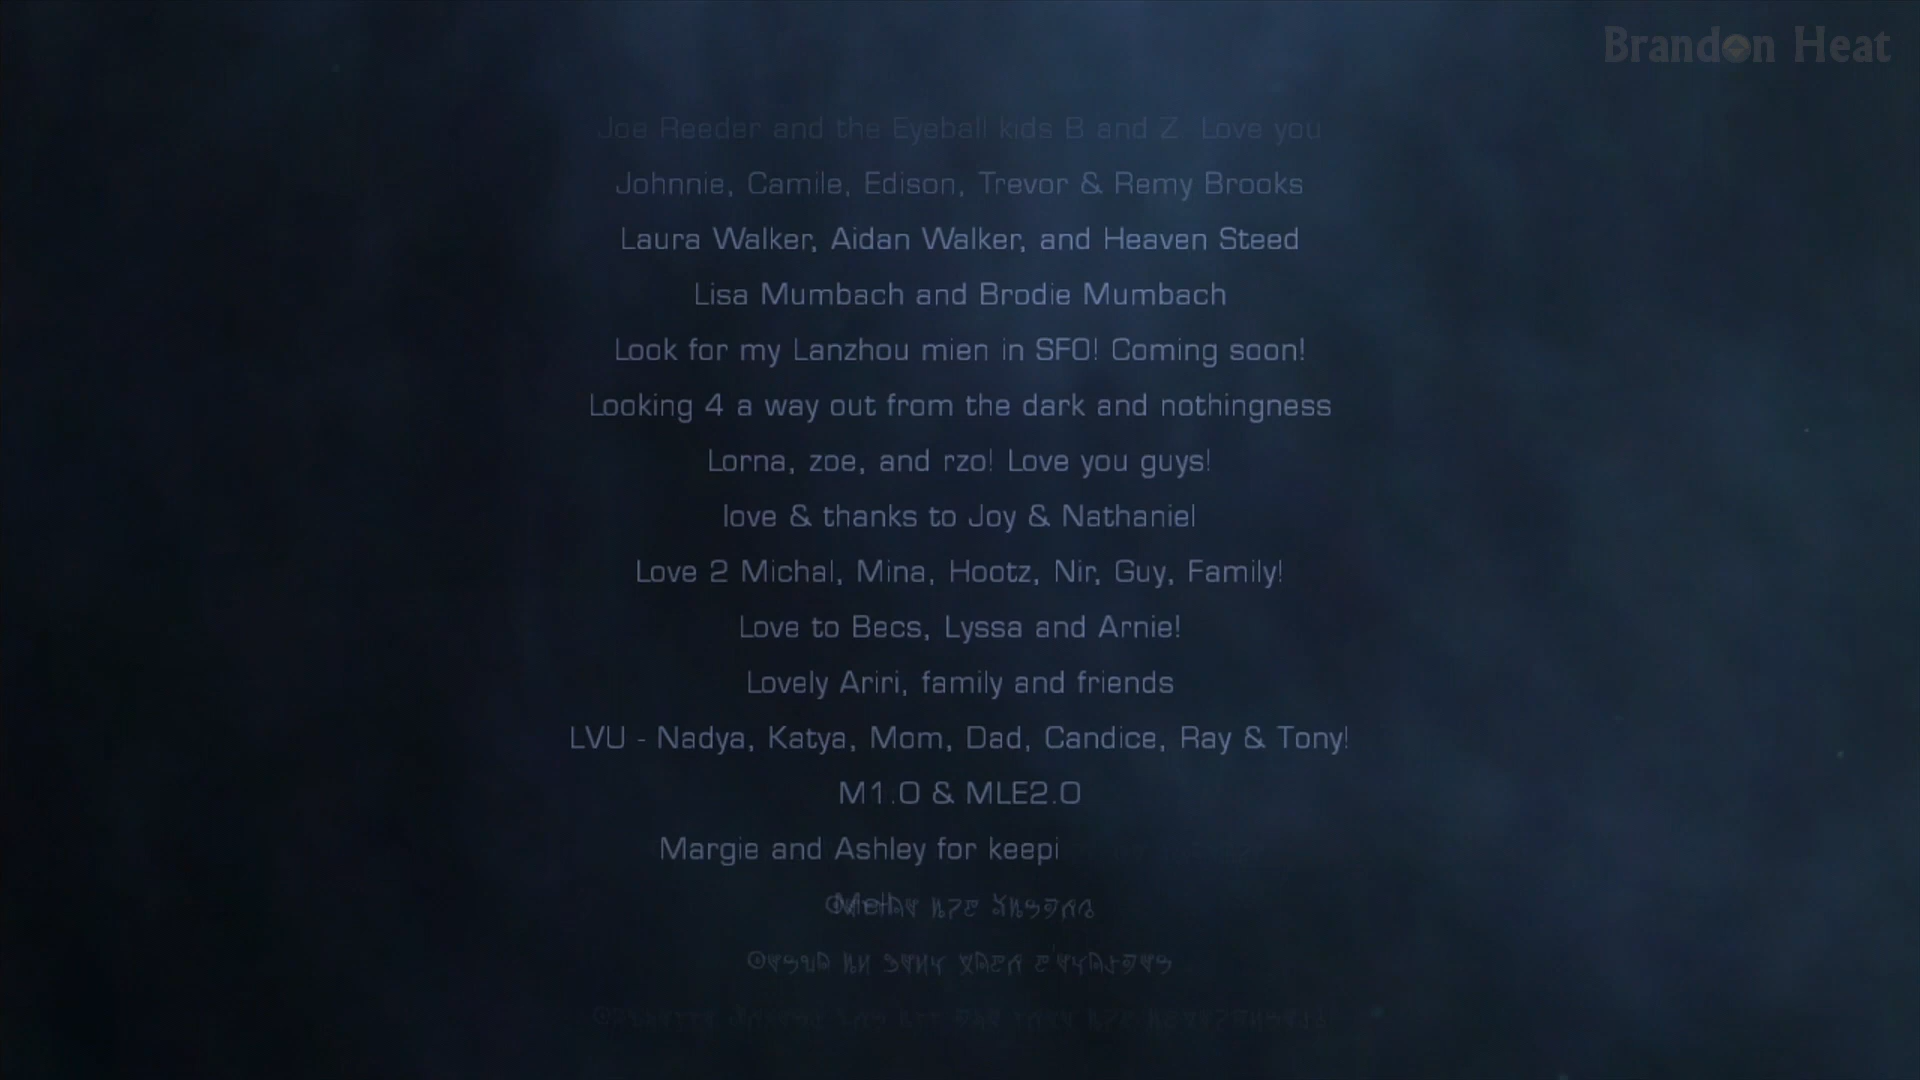 Brandon Heat
Joe Reeder and the Eyeball kids B and Z. Love you
Johnnie, Camile, Edison, Trevor & Remy Brooks
Laura Walker, Aidan Walker, and Heaven Steed
Lisa Mumbach and Brodie Mumbach
Look for my Lanzhou mien in SFO! Coming soon!
Looking 4 a way out from the dark and nothingness
Lorna, zoe, and rzo! Love you guys!
love & thanks to Joy & Nathaniel
Love 2 Michal, Mina, Hootz, Nir, Guy, Family!
Love to Becs, Lyssa and Arnie!
Lovely Ariri, family and friends
LVU - Nadya, Katya, Mom, Dad, Candice, Ray & Tony!
M1.0 & MLE2.0
Margie and Ashley for keepi